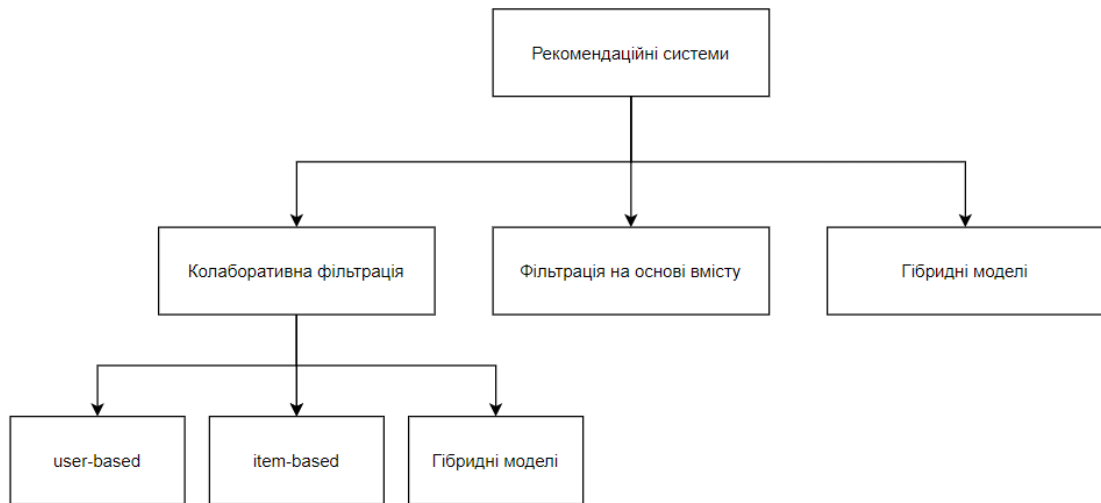 Рекомендаційні системи
Колаборативна фільтрація
Фільтрація на основі вмісту
Гібридні моделі
user-based
item-based
Гібридні моделі